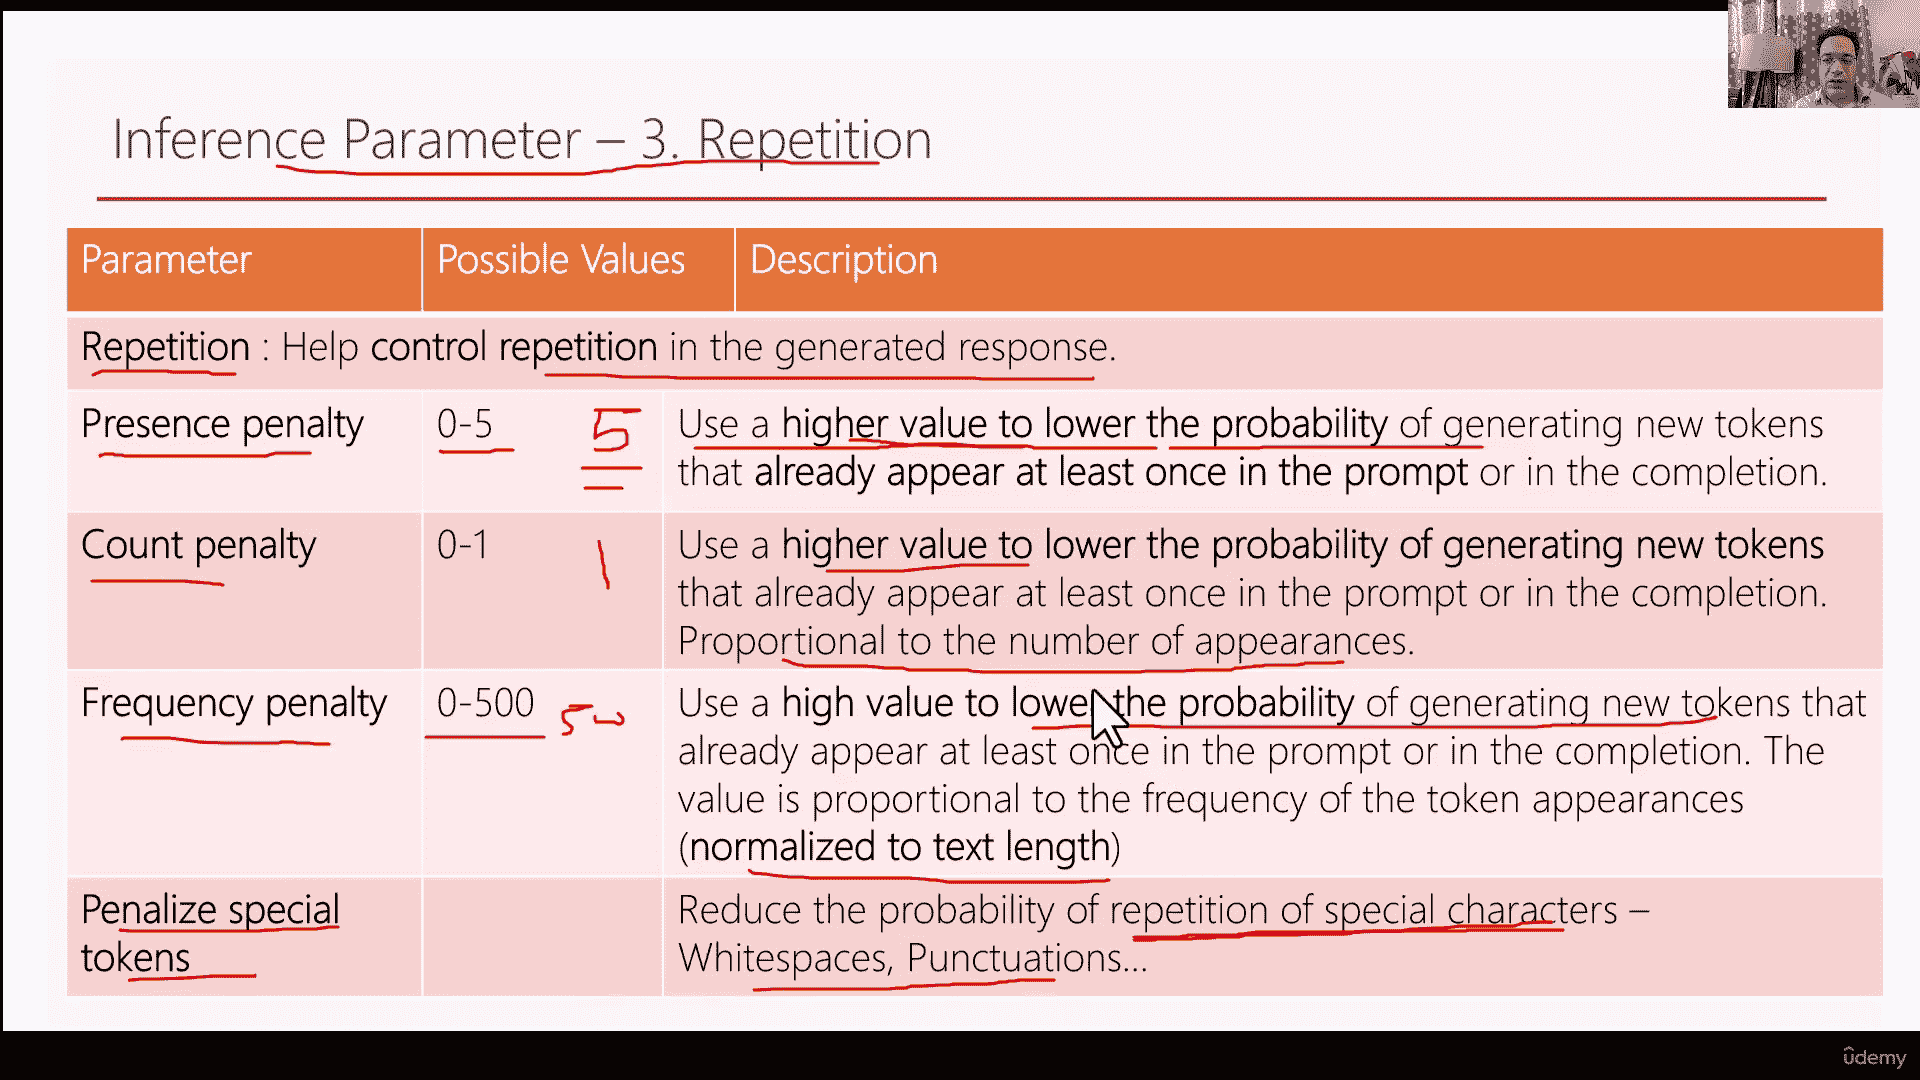 Inference Parameter – 3. Repetition
Parameter
Possible Values
Description
Repetition : Help control repetition in the generated response.
Presence penalty
0-5
5
Use a higher value to lower the probability of generating new tokens
that already appear at least once in the prompt or in the completion.
Count penalty
0-1
1
Use a higher value to lower the probability of generating new tokens
that already appear at least once in the prompt or in the completion.
Proportional to the number of appearances.
Frequency penalty
0-500
500
Use a high value to lower the probability of generating new tokens that
already appear at least once in the prompt or in the completion. The
value is proportional to the frequency of the token appearances
(normalized to text length)
Penalize special
tokens
Reduce the probability of repetition of special characters –
Whitespaces, Punctuations...
udemy